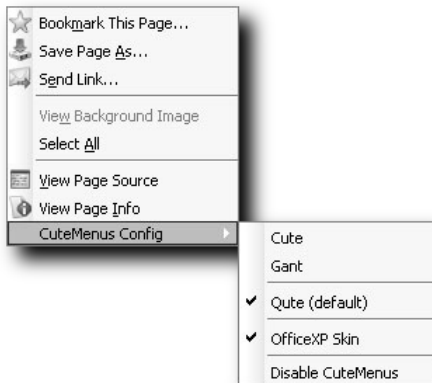 Bookmark This Page...
Save Page As...
Send Link...
View Background Image
Select All
View Page Source
View Page Info
CuteMenus Config
Cute
Gant
Qute (default)
OfficeXP Skin
Disable CuteMenus